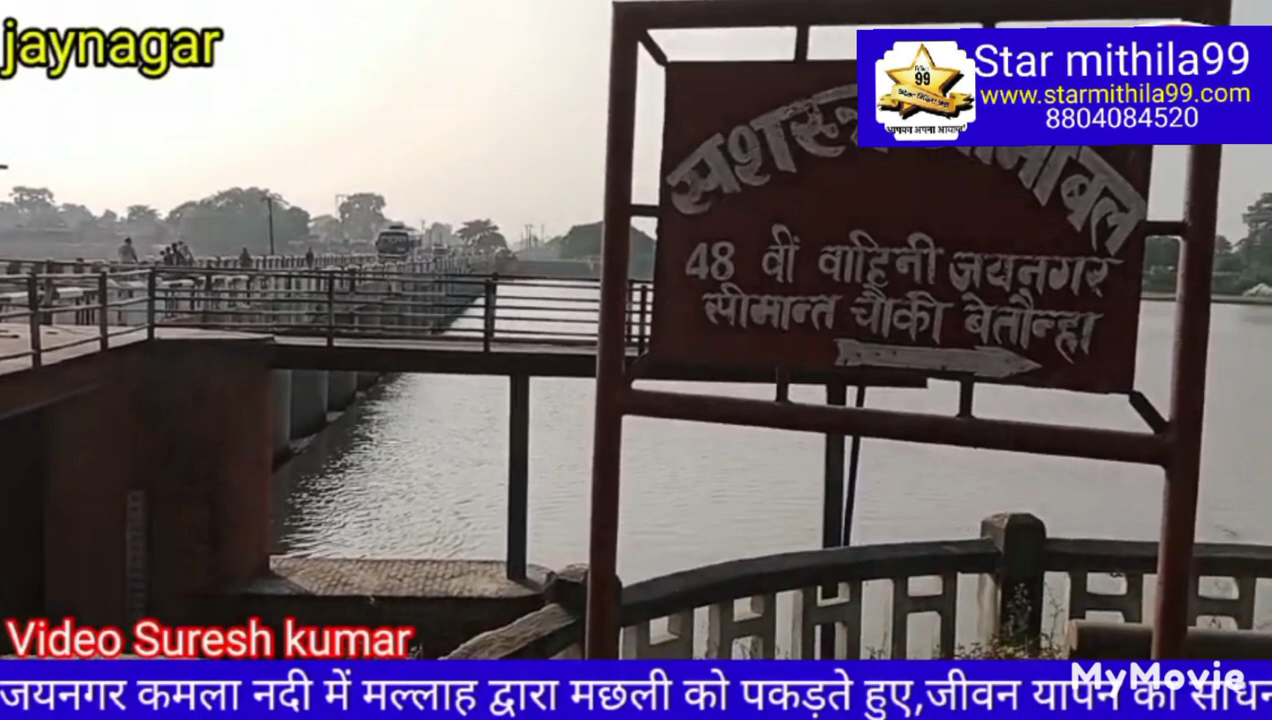 jaynagar
Star mithila99
www.starmithila99.com
8804084520
99
48 वीं वाहिनी जयनगर
सीमान्त चौकी बेतौन्हा
Video Suresh kumar
जयनगर कमला नदी में मल्लाह द्वारा मछली को पकड़ते हुए,जीवन यापन का साधन
MyMovie